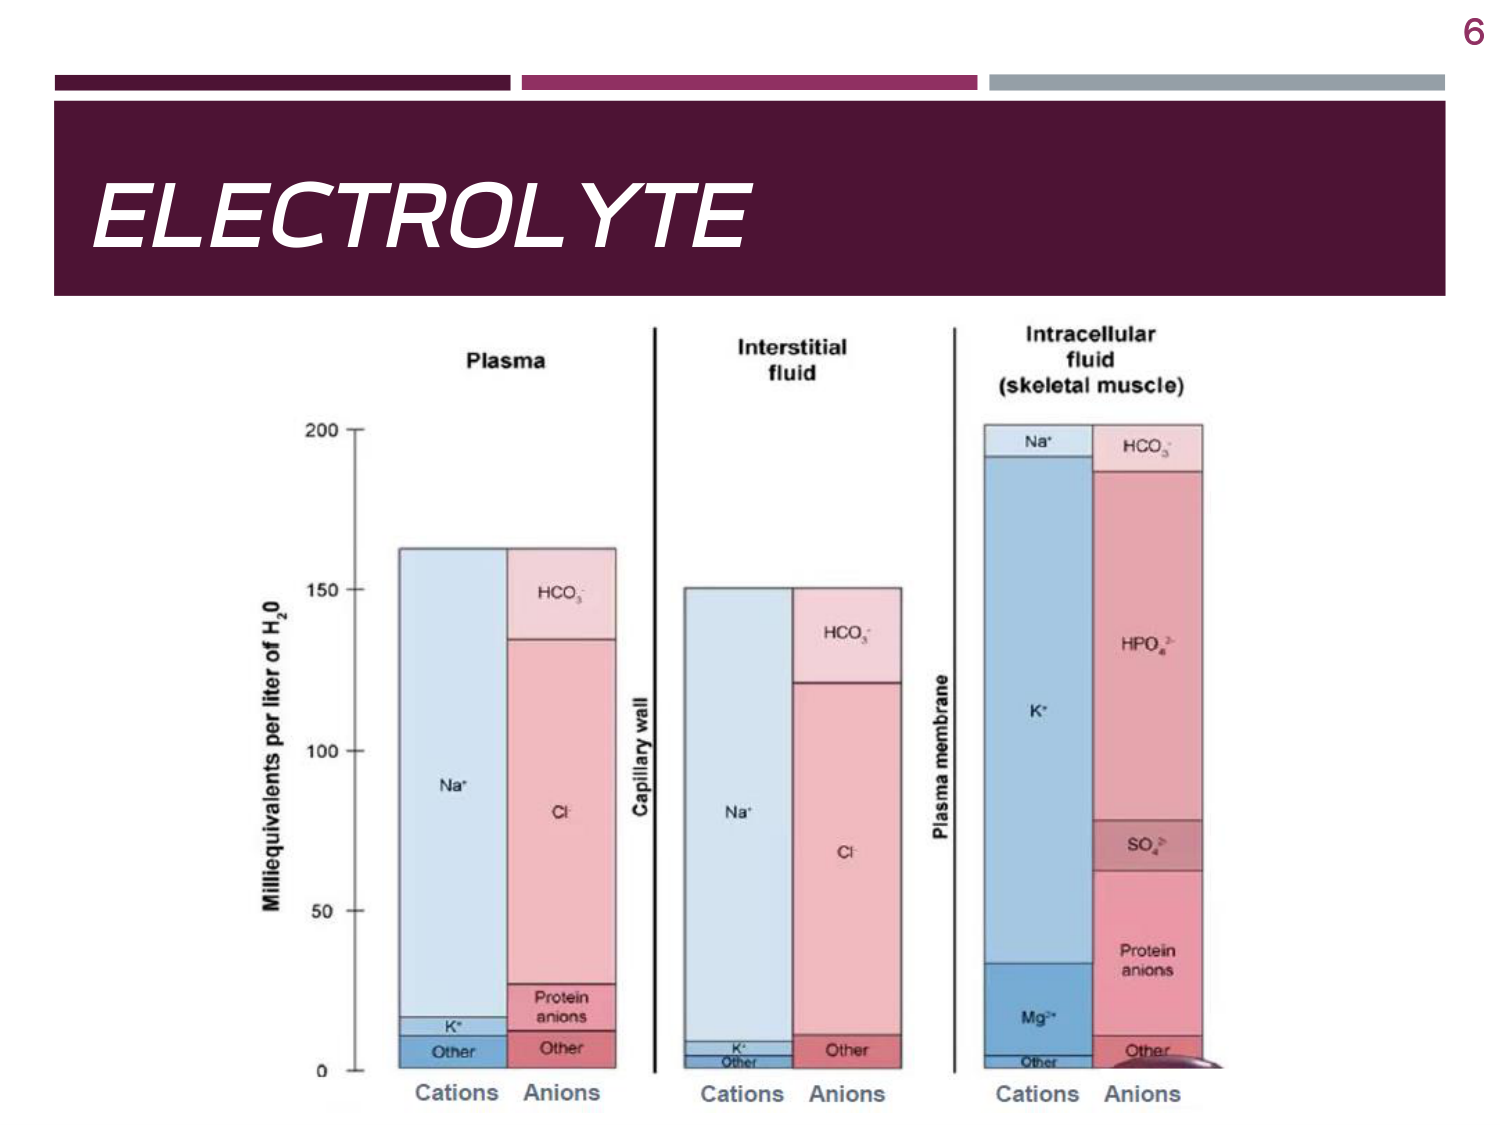 6
ELECTROLYTE
Plasma
Interstitial
fluid
Intracellular
fluid
(skeletal muscle)
Milliequivalents per liter of H₂0
200
150
100
50
0
Na⁺
K⁺
Other
HCO₃⁻
Cl⁻
Protein
anions
Other
Cations Anions
Capillary wall
Na⁺
K⁺
Other
HCO₃⁻
Cl⁻
Other
Cations Anions
Plasma membrane
Na⁺
K⁺
Mg²⁺
Other
HCO₃⁻
HPO₄²⁻
SO₄²⁻
Protein
anions
Other
Cations Anions